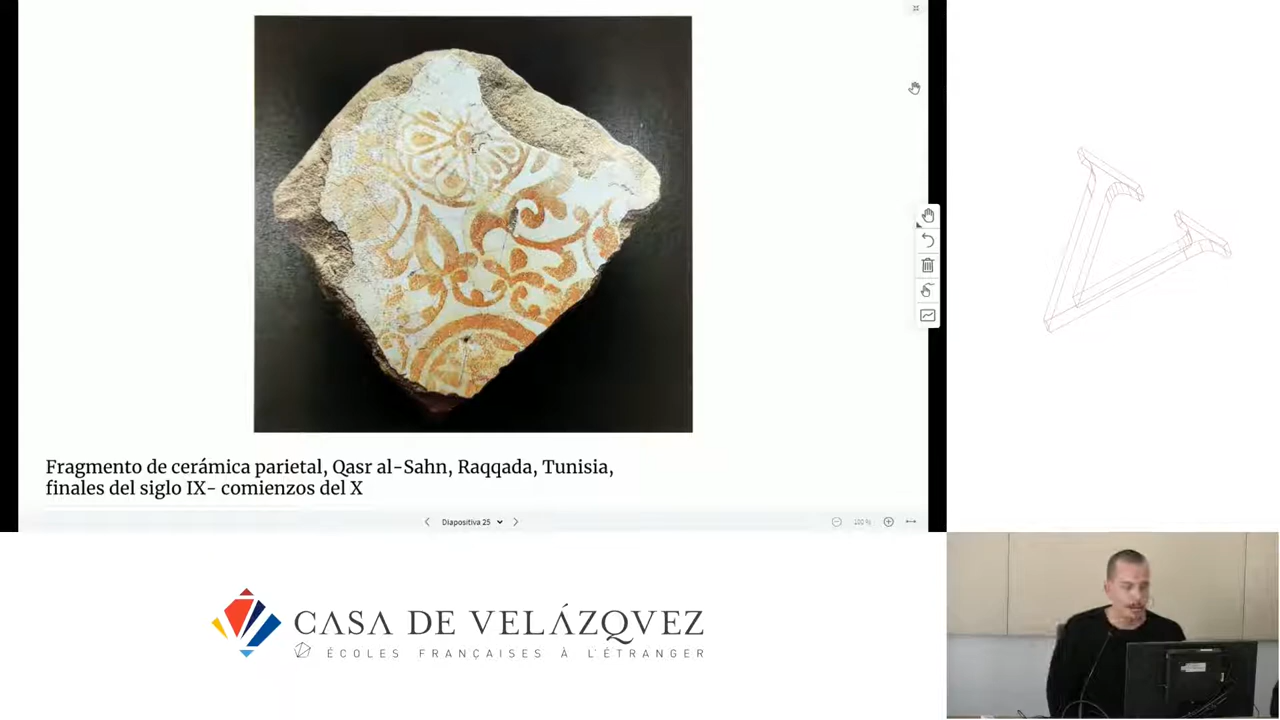 Fragmento de cerámica parietal, Qasr al-Sahn, Raqqada, Tunisia,
finales del siglo IX- comienzos del X
Diapositiva 25
100 %
CASA DE VELÁZQVEZ
ÉCOLES FRANÇAISES À L'ÉTRANGER